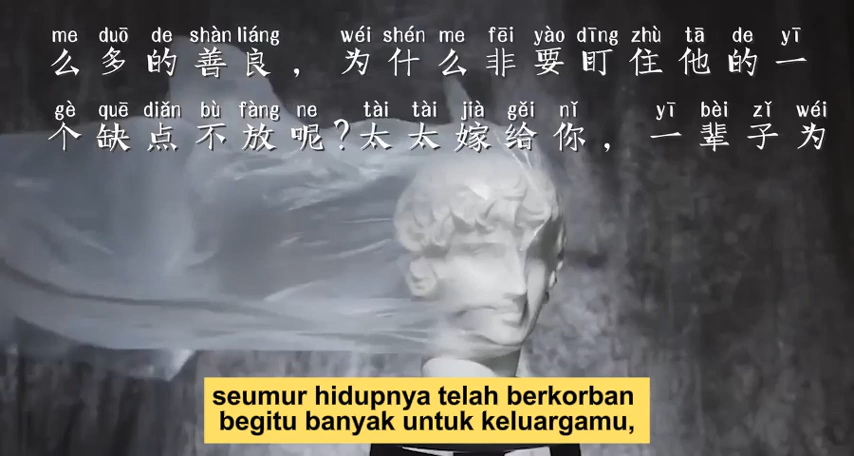 me duō de shàn liáng wéi shén me fēi yào dīng zhù tā de yī
么多的善良，为什么非要盯住他的一
gè quē diǎn bù fàng ne tài tài jià gěi nǐ yī bèi zǐ wéi
个缺点不放呢？太太嫁给你，一辈子为
seumur hidupnya telah berkorban
begitu banyak untuk keluargamu,